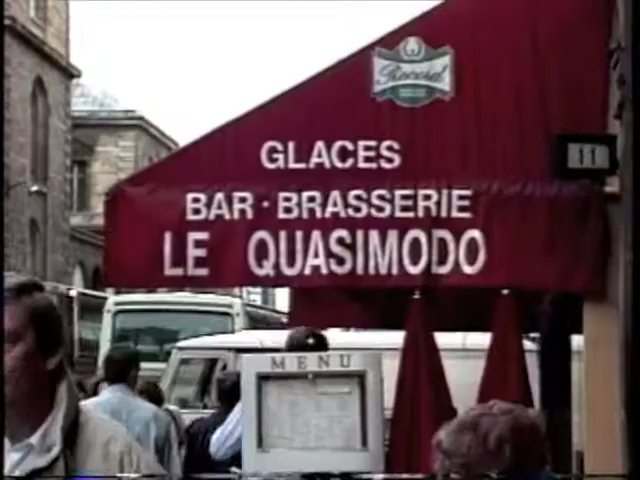 Record
GLACES
11
BAR · BRASSERIE
LE QUASIMODO
MENU